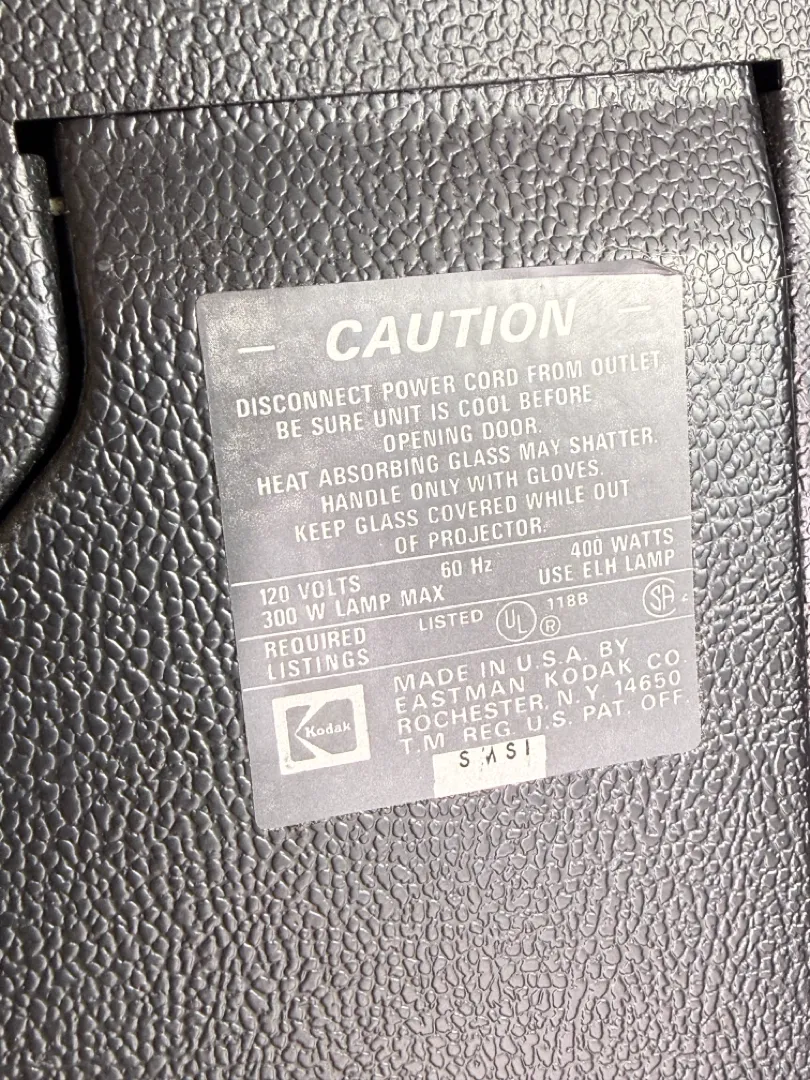 — CAUTION —
DISCONNECT POWER CORD FROM OUTLET.
BE SURE UNIT IS COOL BEFORE
OPENING DOOR.
HEAT ABSORBING GLASS MAY SHATTER.
HANDLE ONLY WITH GLOVES.
KEEP GLASS COVERED WHILE OUT
OF PROJECTOR.
120 VOLTS 60 Hz 400 WATTS
300 W LAMP MAX USE ELH LAMP
REQUIRED LISTINGS LISTED UL ® 118B SA
MADE IN U.S.A. BY
EASTMAN KODAK CO.
ROCHESTER, N.Y. 14650
T.M. REG. U.S. PAT. OFF.
Kodak